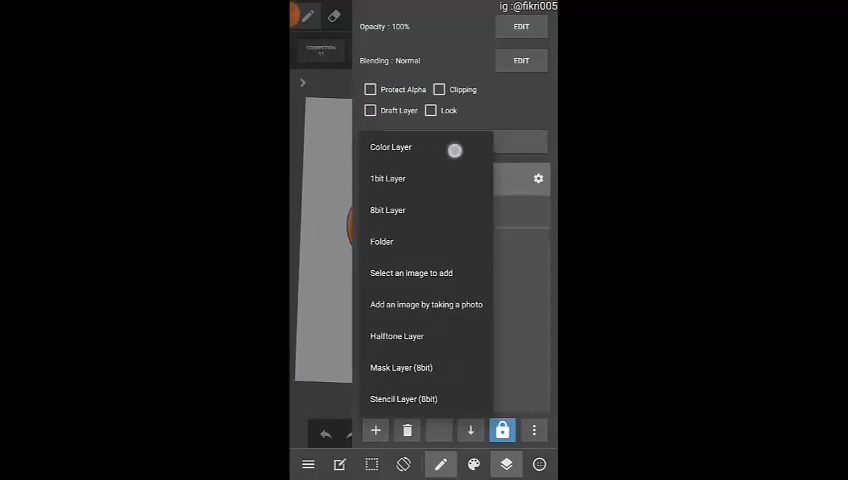 ig :@fikri005
Opacity : 100%
EDIT
CORRECTION
Blending : Normal
EDIT
Protect Alpha
Clipping
Draft Layer
Lock
Color Layer
1bit Layer
8bit Layer
Folder
Select an image to add
Add an image by taking a photo
Halftone Layer
Mask Layer (8bit)
Stencil Layer (8bit)